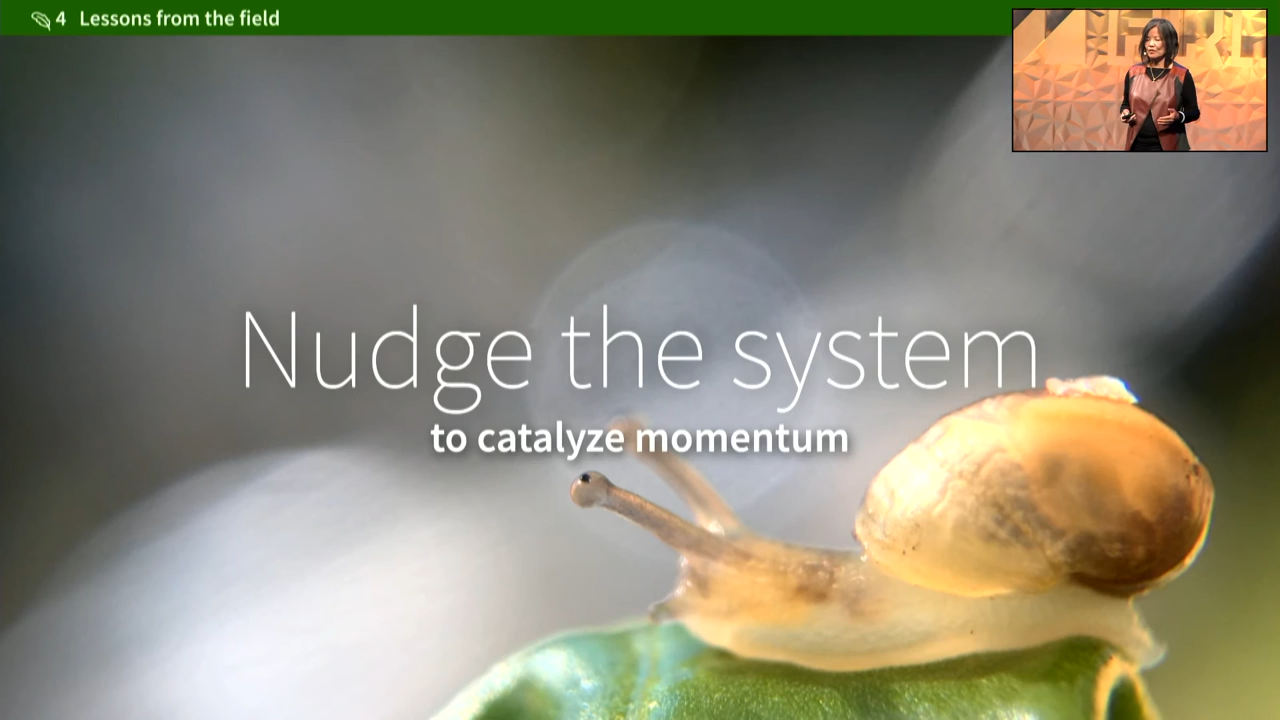 4 Lessons from the field
Nudge the system
to catalyze momentum